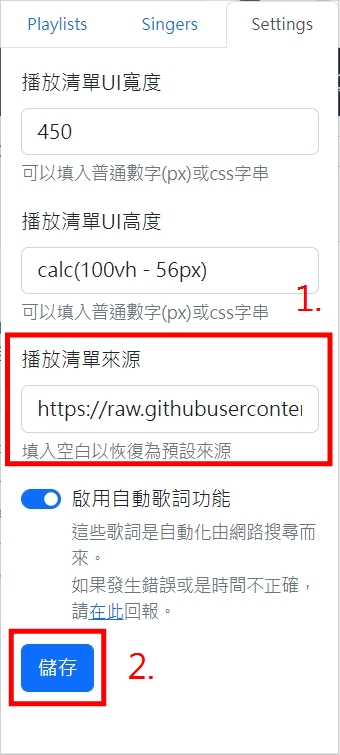 Playlists Singers Settings
播放清單UI寬度
450
可以填入普通數字(px)或css字串
播放清單UI高度
calc(100vh - 56px)
可以填入普通數字(px)或css字串
1.
播放清單來源
https://raw.githubuserconter
填入空白以恢復為預設來源
啟用自動歌詞功能
這些歌詞是自動化由網路搜尋而
來。
如果發生錯誤或是時間不正確，
請在此回報。
儲存
2.